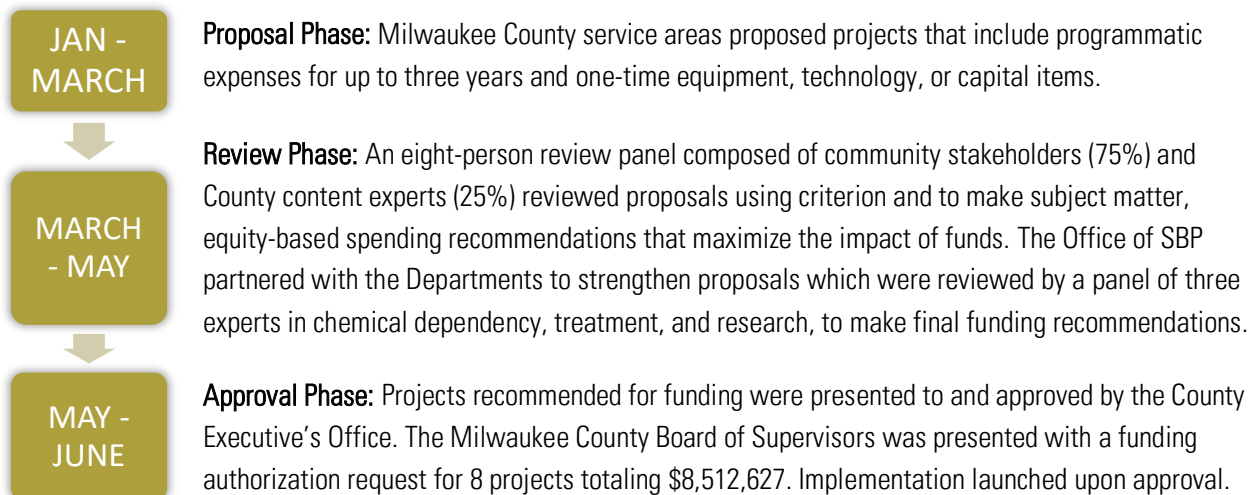 JAN -
MARCH
Proposal Phase: Milwaukee County service areas proposed projects that include programmatic
expenses for up to three years and one-time equipment, technology, or capital items.
MARCH
- MAY
Review Phase: An eight-person review panel composed of community stakeholders (75%) and
County content experts (25%) reviewed proposals using criterion and to make subject matter,
equity-based spending recommendations that maximize the impact of funds. The Office of SBP
partnered with the Departments to strengthen proposals which were reviewed by a panel of three
experts in chemical dependency, treatment, and research, to make final funding recommendations.
MAY -
JUNE
Approval Phase: Projects recommended for funding were presented to and approved by the County
Executive's Office. The Milwaukee County Board of Supervisors was presented with a funding
authorization request for 8 projects totaling $8,512,627. Implementation launched upon approval.